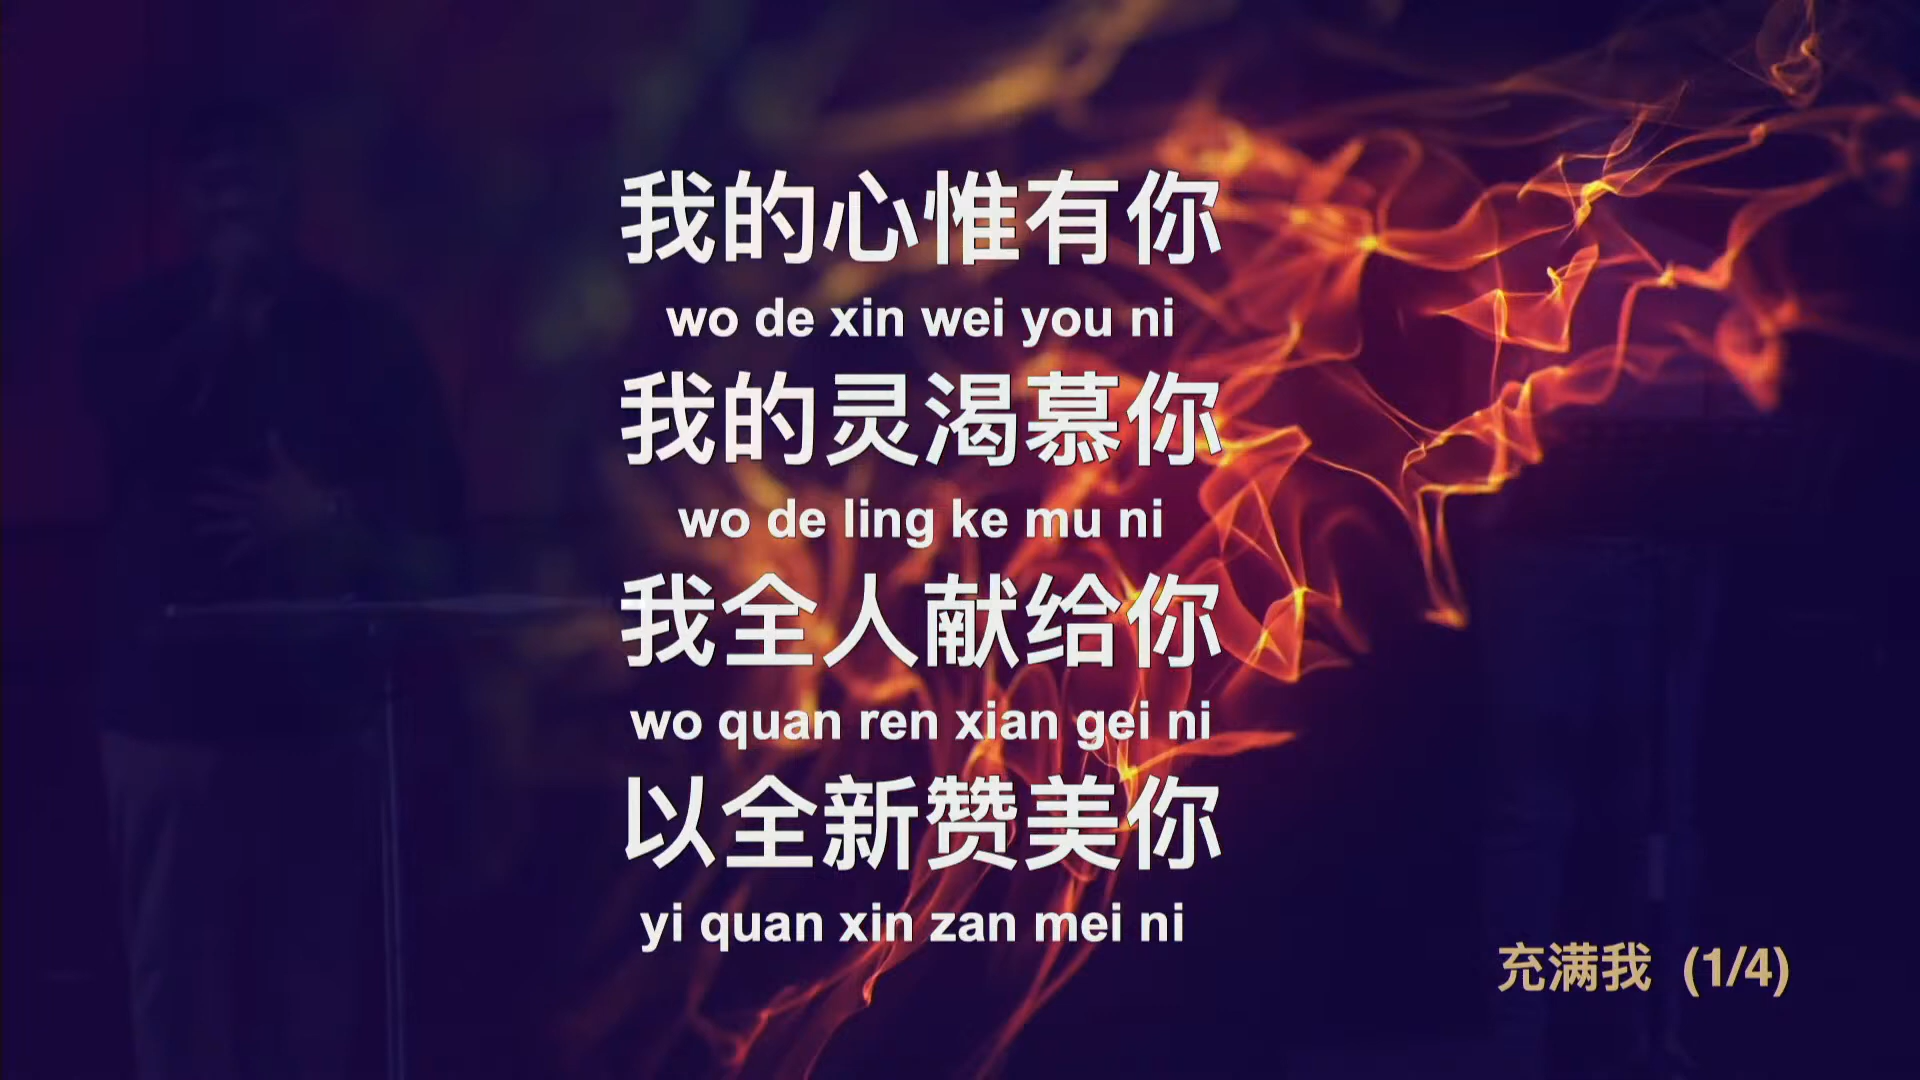 我的心惟有你
wo de xin wei you ni
我的灵渴慕你
wo de ling ke mu ni
我全人献给你
wo quan ren xian gei ni
以全新赞美你
yi quan xin zan mei ni
充满我 (1/4)